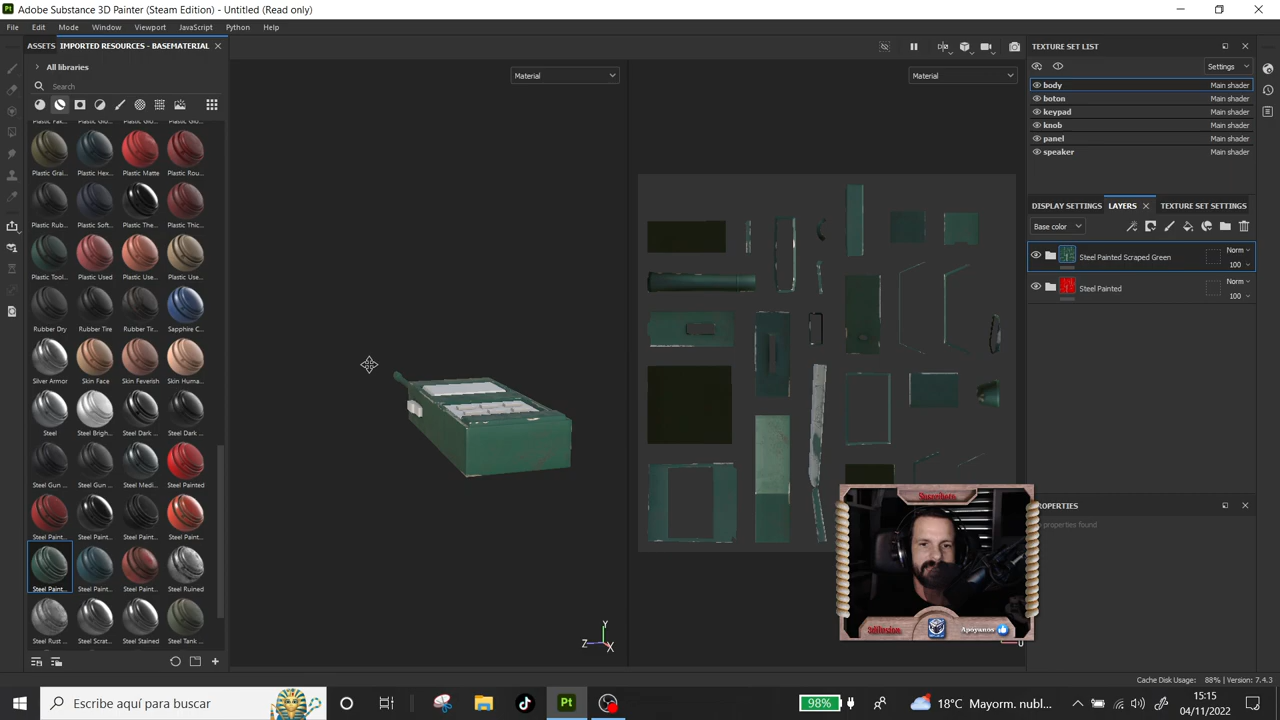 Adobe Substance 3D Painter (Steam Edition) - Untitled (Read only)
File Edit Mode Window Viewport JavaScript Python Help
ASSETS IMPORTED RESOURCES - BASEMATERIAL
All libraries
Search
Plastic Grai... Plastic Hex... Plastic Matte Plastic Rou...
Plastic Rub... Plastic Soft... Plastic The... Plastic Thic...
Plastic Tool... Plastic Used Plastic Use... Plastic Use...
Rubber Dry Rubber Tire Rubber Tir... Sapphire C...
Silver Armor Skin Face Skin Feverish Skin Huma...
Steel Steel Brigh... Steel Dark ... Steel Dark ...
Steel Gun ... Steel Gun ... Steel Medi... Steel Painted
Steel Paint... Steel Paint... Steel Paint... Steel Paint...
Steel Paint... Steel Paint... Steel Paint... Steel Ruined
Steel Rust ... Steel Scrat... Steel Stained Steel Tank ...
Material
Y
Z
X
Material
U
TEXTURE SET LIST
Settings
body Main shader
boton Main shader
keypad Main shader
knob Main shader
panel Main shader
speaker Main shader
DISPLAY SETTINGS LAYERS TEXTURE SET SETTINGS
Base color
Steel Painted Scraped Green Norm
100
Steel Painted Norm
100
PROPERTIES
properties found
Suscribete
Apoyanos
Cache Disk Usage: 88% | Version: 7.4.3
Escribe aquí para buscar
Pt
98%
18°C Mayorm. nubl...
15:15
04/11/2022